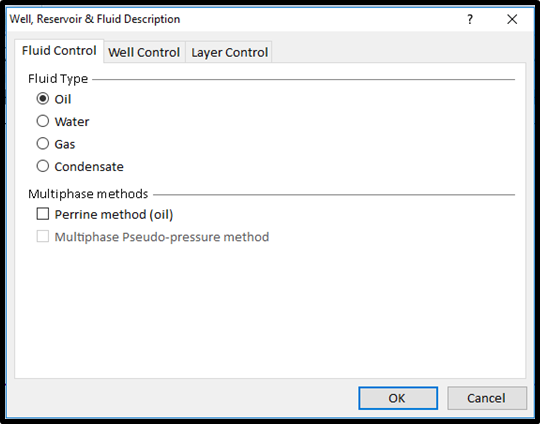 Well, Reservoir & Fluid Description ?
Fluid Control Well Control Layer Control
Fluid Type
Oil
Water
Gas
Condensate
Multiphase methods
Perrine method (oil)
Multiphase Pseudo-pressure method
OK Cancel